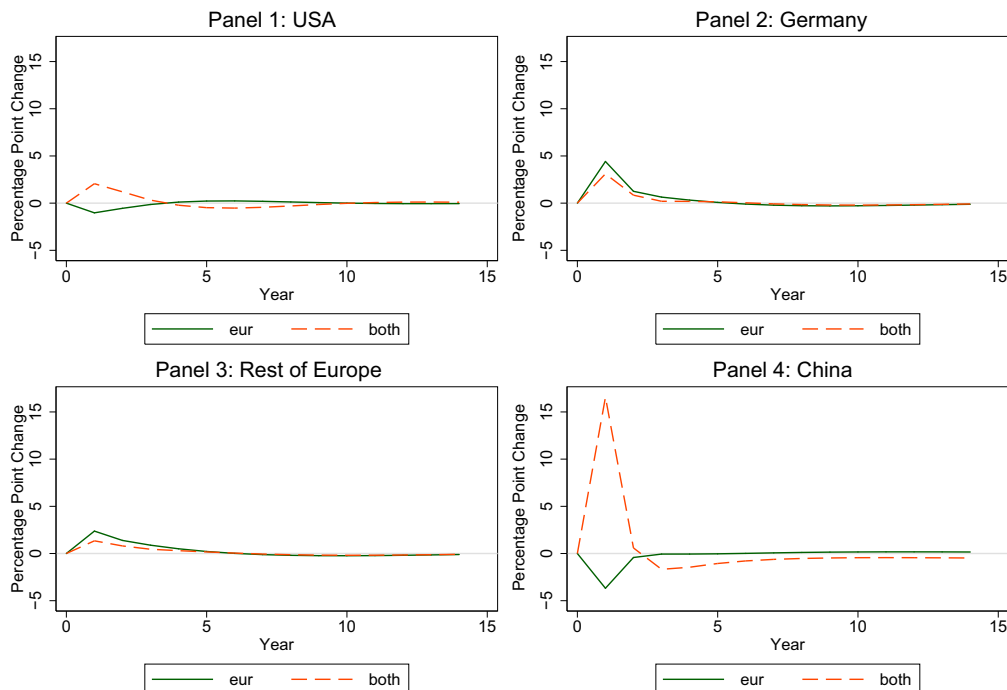 Panel 1: USA
Percentage Point Change
15
10
5
0
−5
0 5 10 15
Year
eur both
Panel 2: Germany
Percentage Point Change
15
10
5
0
−5
0 5 10 15
Year
eur both
Panel 3: Rest of Europe
Percentage Point Change
15
10
5
0
−5
0 5 10 15
Year
eur both
Panel 4: China
Percentage Point Change
15
10
5
0
−5
0 5 10 15
Year
eur both